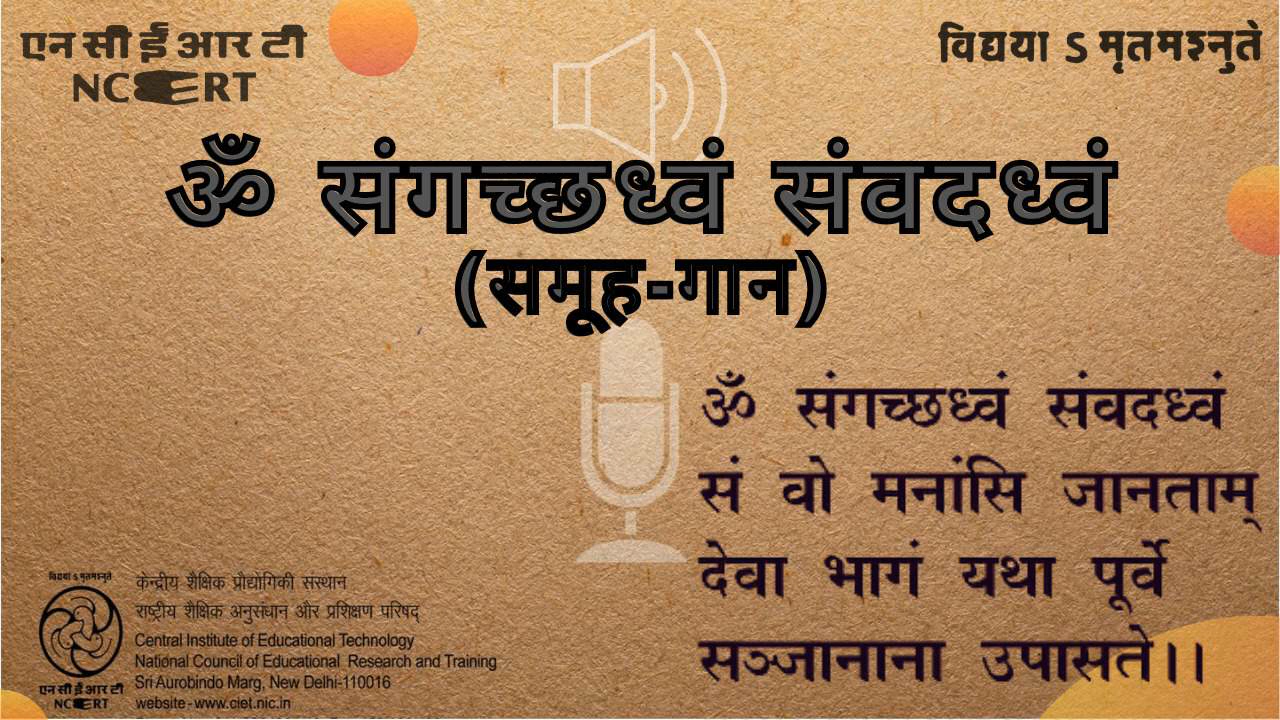 एन सी ई आर टी
NCERT
विद्यया ऽ मृतमश्नुते
ॐ संगच्छध्वं संवदध्वं
(समूह-गान)
ॐ संगच्छध्वं संवदध्वं
सं वो मनांसि जानताम्
देवा भागं यथा पूर्वे
सञ्जानाना उपासते।।
विद्यया ऽ मृतमश्नुते
एन सी ई आर टी
NCERT
केन्द्रीय शैक्षिक प्रौद्योगिकी संस्थान
राष्ट्रीय शैक्षिक अनुसंधान और प्रशिक्षण परिषद्
Central Institute of Educational Technology
National Council of Educational Research and Training
Sri Aurobindo Marg, New Delhi-110016
website - www.ciet.nic.in